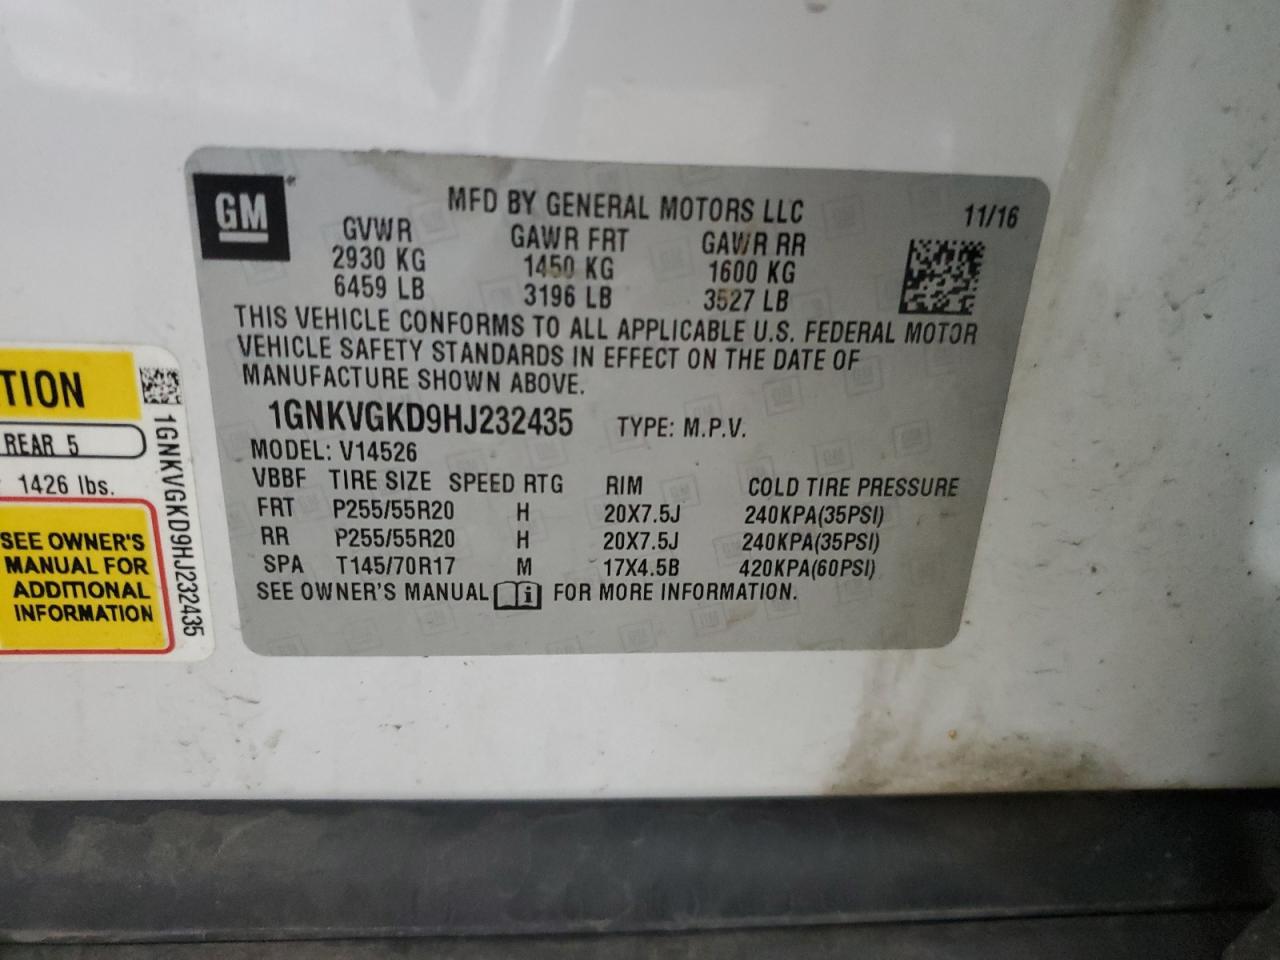 GM
MFD BY GENERAL MOTORS LLC
11/16
GVWR GAWR FRT GAWR RR
2930 KG 1450 KG 1600 KG
6459 LB 3196 LB 3527 LB
THIS VEHICLE CONFORMS TO ALL APPLICABLE U.S. FEDERAL MOTOR
VEHICLE SAFETY STANDARDS IN EFFECT ON THE DATE OF
MANUFACTURE SHOWN ABOVE.
1GNKVGKD9HJ232435 TYPE: M.P.V.
MODEL: V14526
VBBF TIRE SIZE SPEED RTG RIM COLD TIRE PRESSURE
FRT P255/55R20 H 20X7.5J 240KPA(35PSI)
RR P255/55R20 H 20X7.5J 240KPA(35PSI)
SPA T145/70R17 M 17X4.5B 420KPA(60PSI)
SEE OWNER'S MANUAL i FOR MORE INFORMATION.
TION
REAR 5
1426 lbs.
SEE OWNER'S
MANUAL FOR
ADDITIONAL
INFORMATION
1GNKVGKD9HJ232435